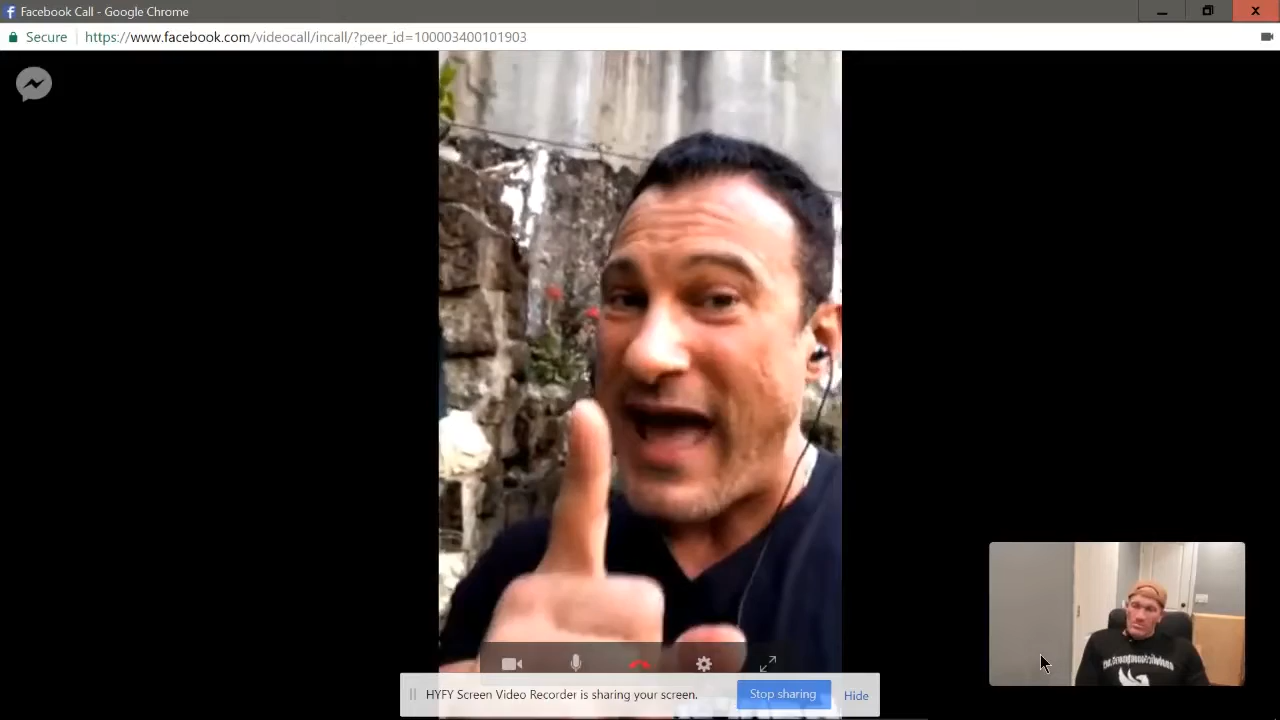 Facebook Call - Google Chrome
Secure https://www.facebook.com/videocall/incall/?peer_id=100003400101903
HYFY Screen Video Recorder is sharing your screen. Stop sharing Hide